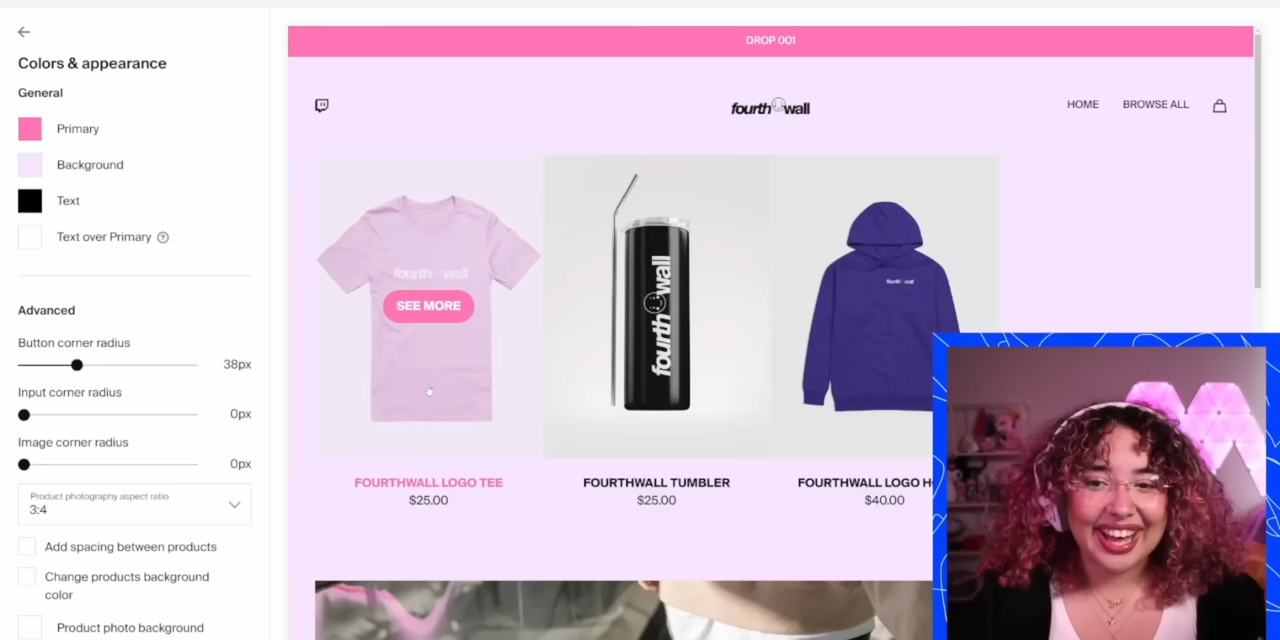 Colors & appearance
General
Primary
Background
Text
Text over Primary ?
Advanced
Button corner radius
38px
Input corner radius
0px
Image corner radius
0px
Product photography aspect ratio
3:4
Add spacing between products
Change products background
color
Product photo background
DROP 001
fourthwall
HOME
BROWSE ALL
fourthwall
SEE MORE
fourthwall
fourthwall
FOURTHWALL LOGO TEE
$25.00
FOURTHWALL TUMBLER
$25.00
FOURTHWALL LOGO
$40.00